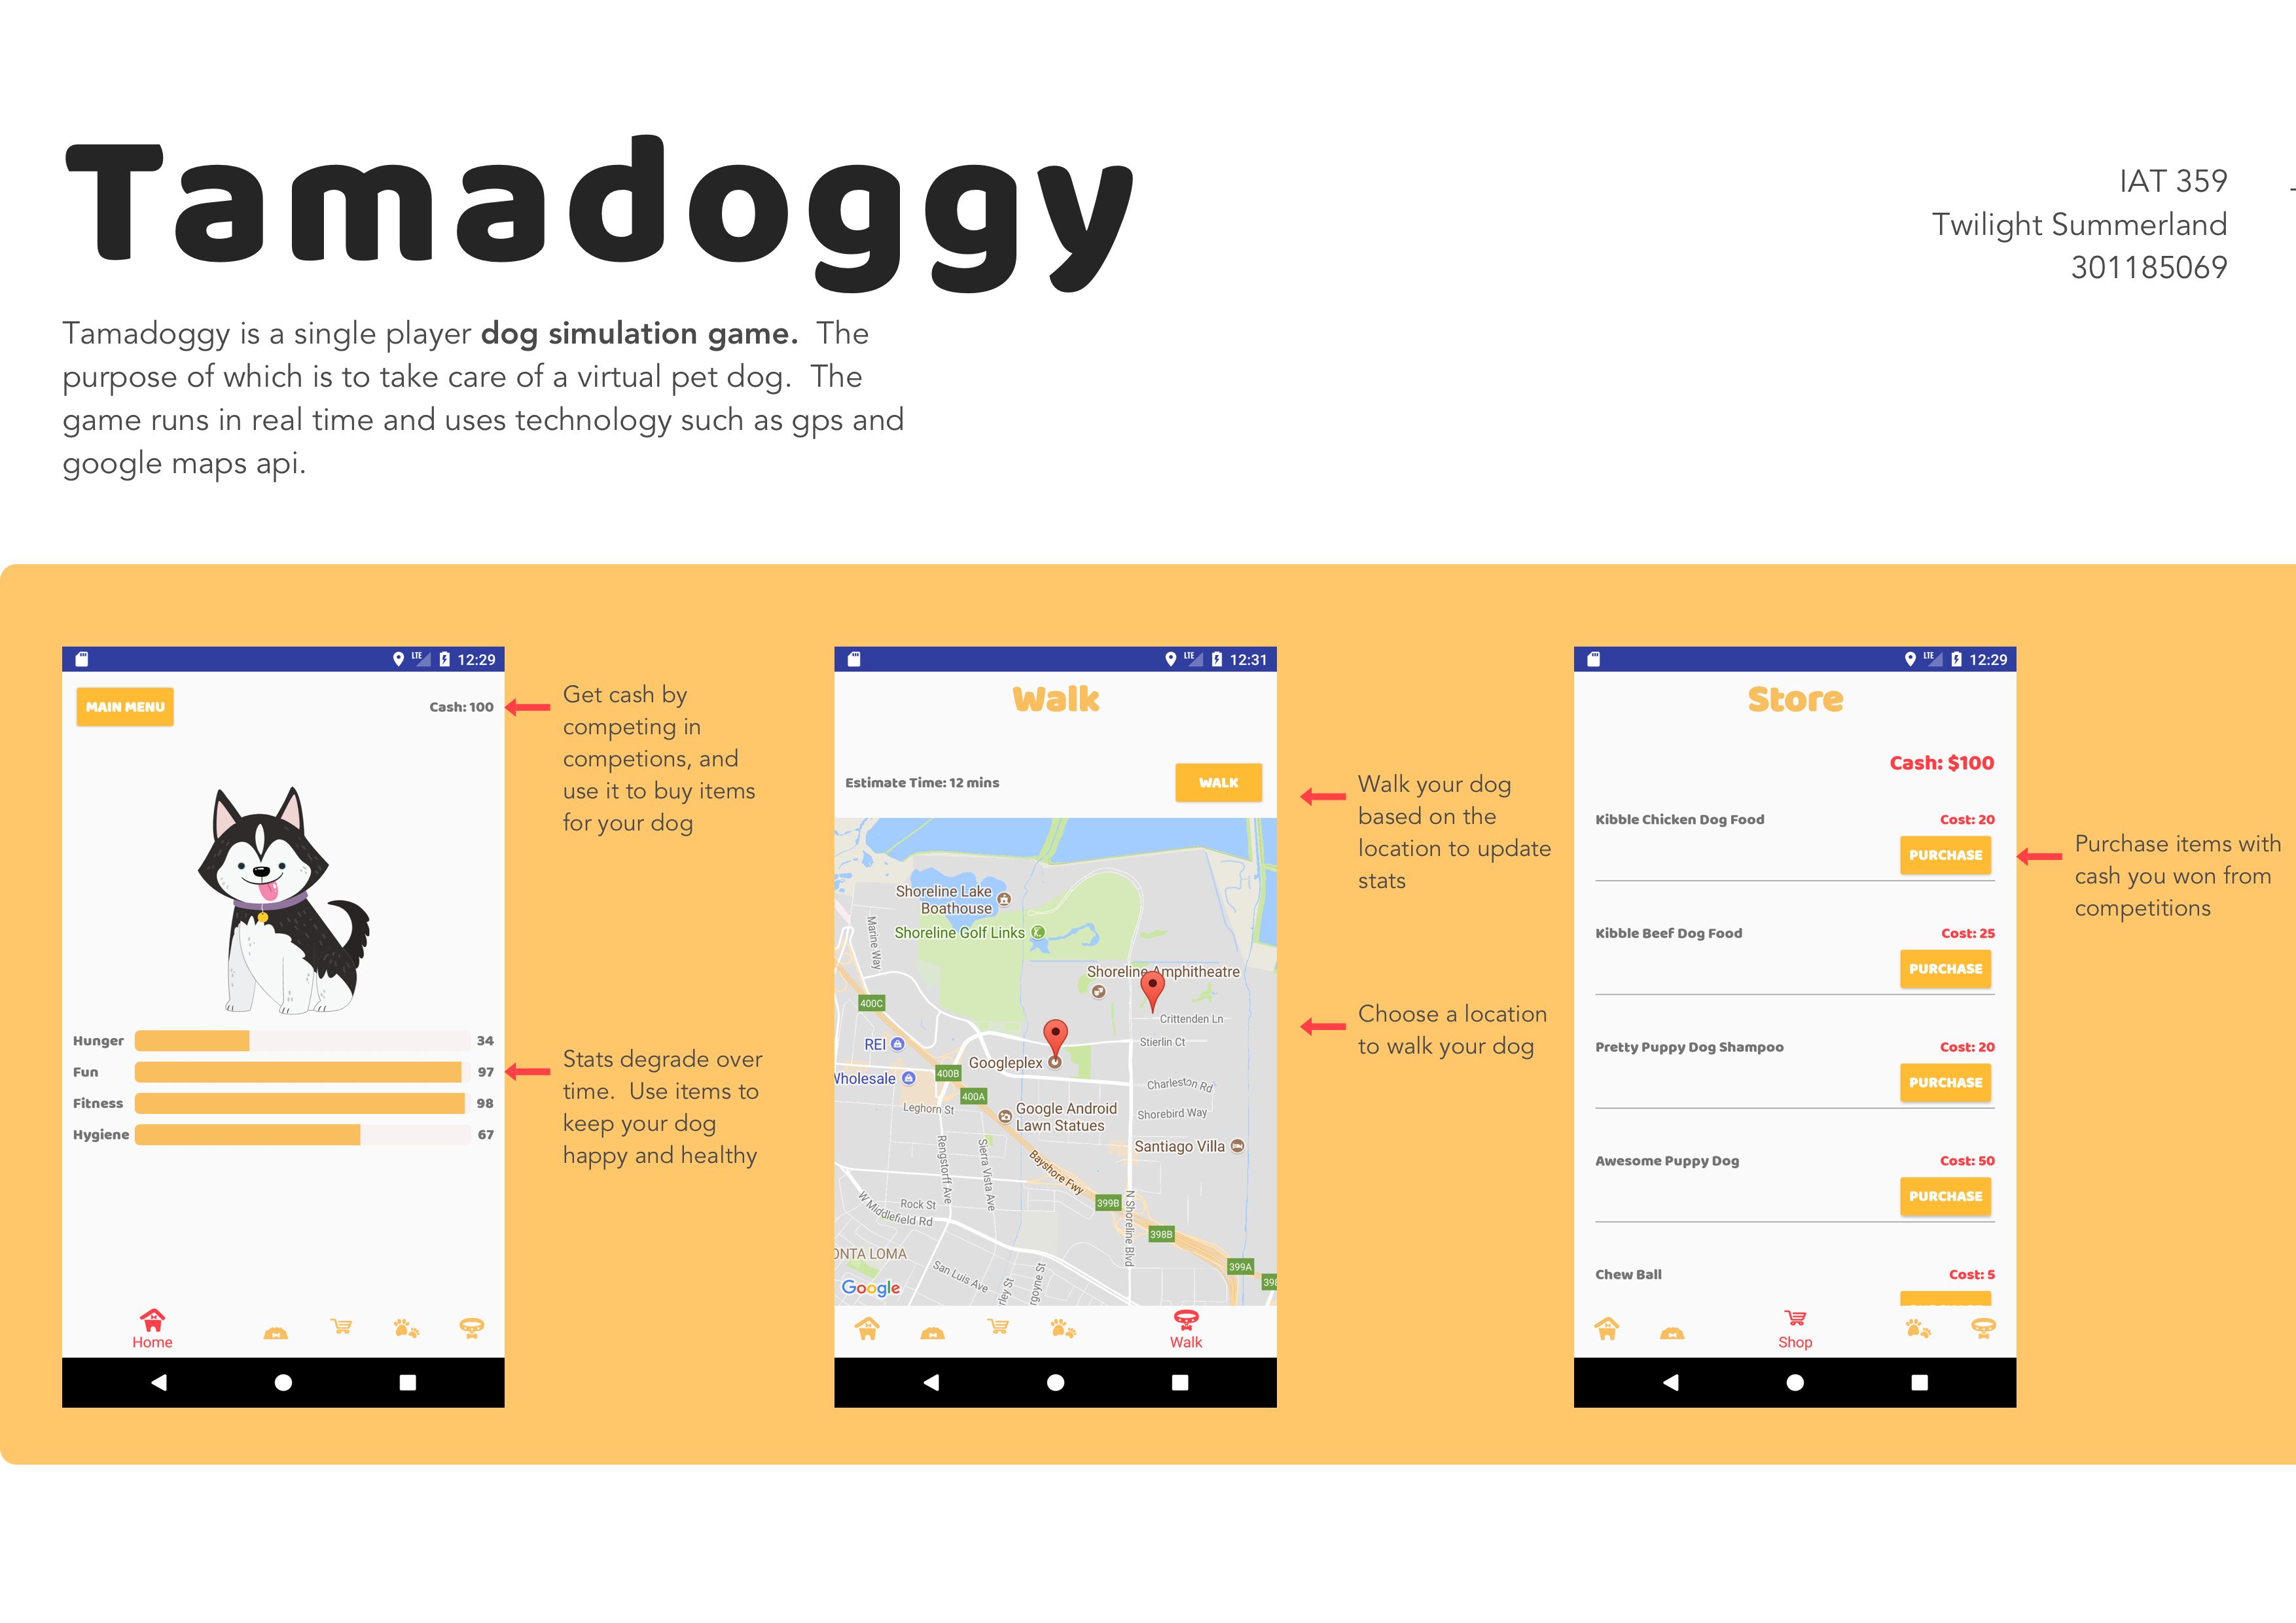 Tamadoggy
IAT 359
Twilight Summerland
301185069
Tamadoggy is a single player dog simulation game.  The
purpose of which is to take care of a virtual pet dog.  The
game runs in real time and uses technology such as gps and
google maps api.
LTE 12:29
MAIN MENU
Cash: 100
Hunger 34
Fun 97
Fitness 98
Hygiene 67
Home
Get cash by
competing in
competions, and
use it to buy items
for your dog
Stats degrade over
time.  Use items to
keep your dog
happy and healthy
LTE 12:31
Walk
Estimate Time: 12 mins
WALK
Shoreline Lake
Boathouse
Marine Way
Shoreline Golf Links
Shoreline Amphitheatre
400C
Crittenden Ln
REI
Stierlin Ct
Googleplex
400B
Wholesale
Charleston Rd
400A
Leghorn St
Google Android
Lawn Statues
Shorebird Way
Santiago Villa
Rengstorff Ave
Sierra Vista Ave
Bayshore Fwy
N Shoreline Blvd
399B
Rock St
W Middlefield Rd
398B
ONTA LOMA
399A
San Luis Ave
398
rley St
rgoyne St
Google
Walk
Walk your dog
based on the
location to update
stats
Choose a location
to walk your dog
LTE 12:29
Store
Cash: $100
Kibble Chicken Dog Food Cost: 20
PURCHASE
Kibble Beef Dog Food Cost: 25
PURCHASE
Pretty Puppy Dog Shampoo Cost: 20
PURCHASE
Awesome Puppy Dog Cost: 50
PURCHASE
Chew Ball Cost: 5
Shop
Purchase items with
cash you won from
competitions